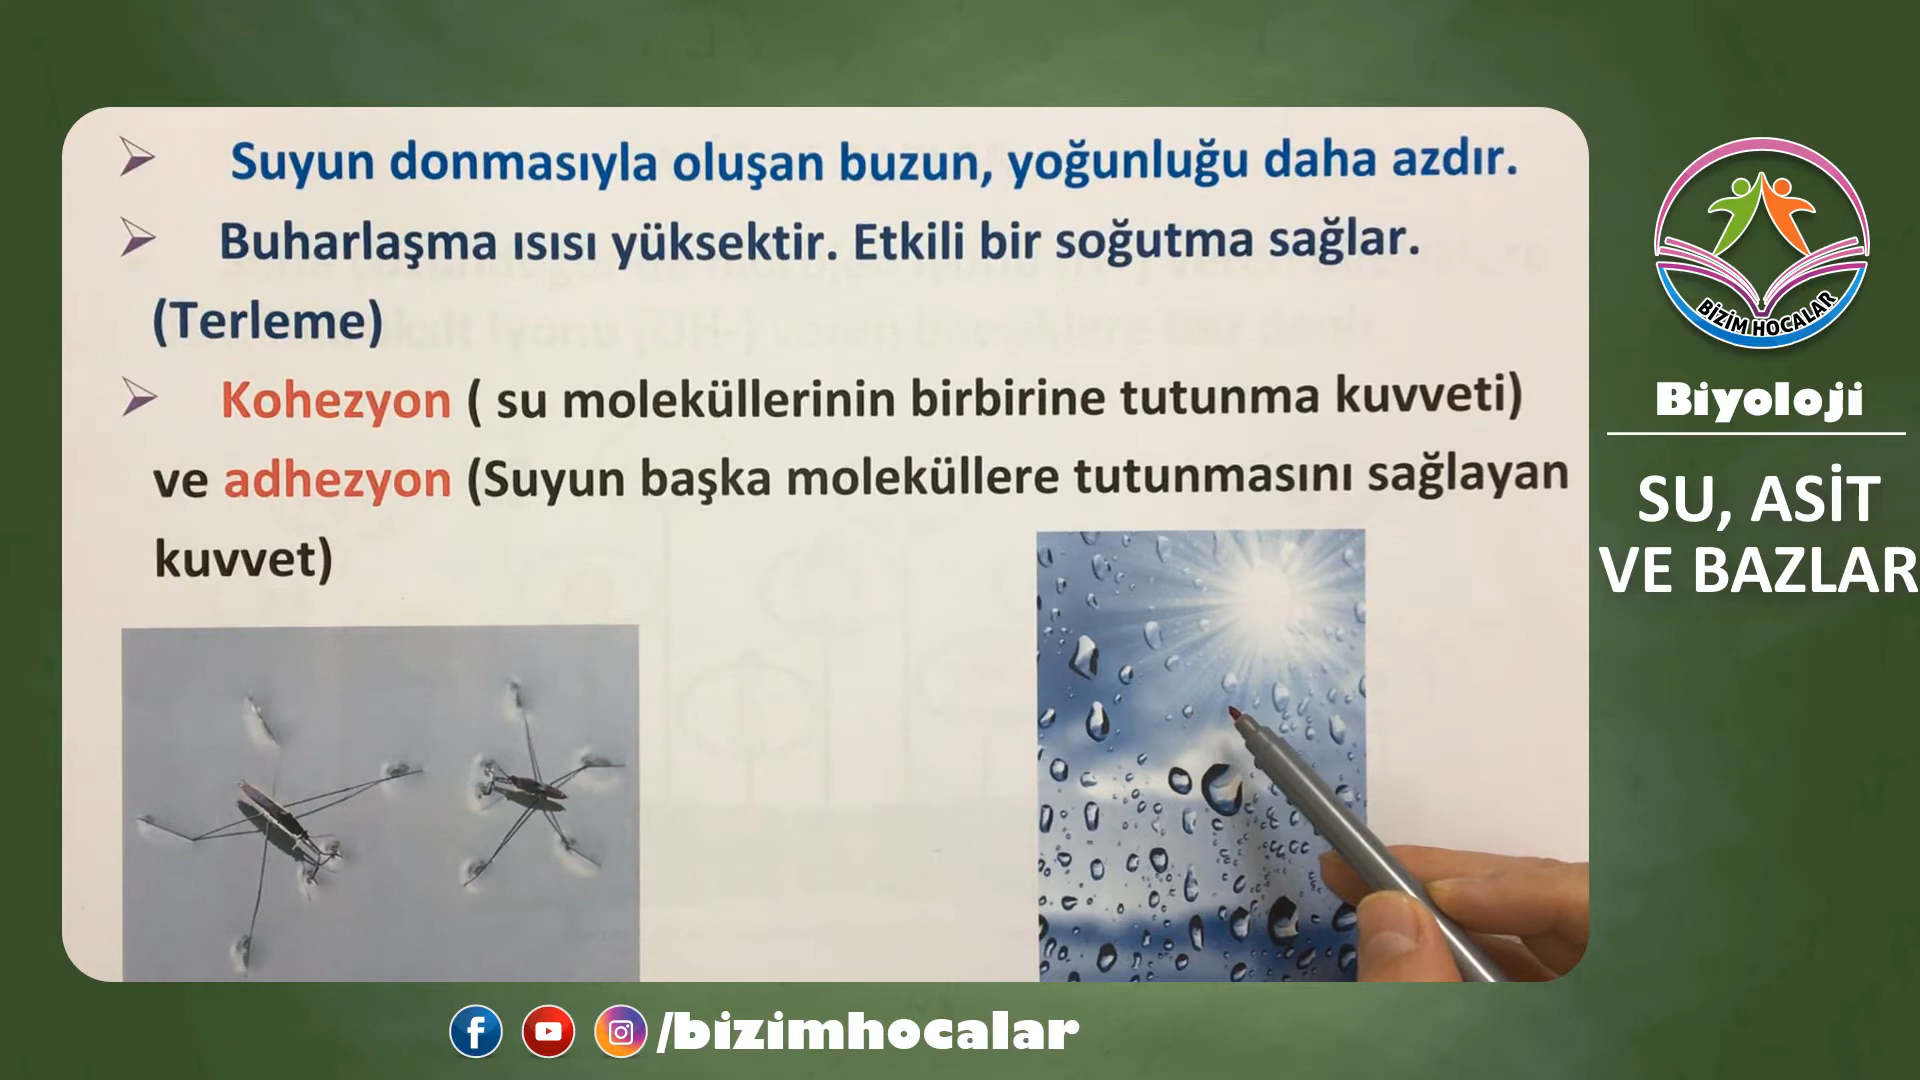 Suyun donmasıyla oluşan buzun, yoğunluğu daha azdır.
Buharlaşma ısısı yüksektir. Etkili bir soğutma sağlar.
(Terleme)
Kohezyon ( su moleküllerinin birbirine tutunma kuvveti)
ve adhezyon (Suyun başka moleküllere tutunmasını sağlayan
kuvvet)
BİZİM HOCALAR
Biyoloji
SU, ASİT
VE BAZLAR
/bizimhocalar